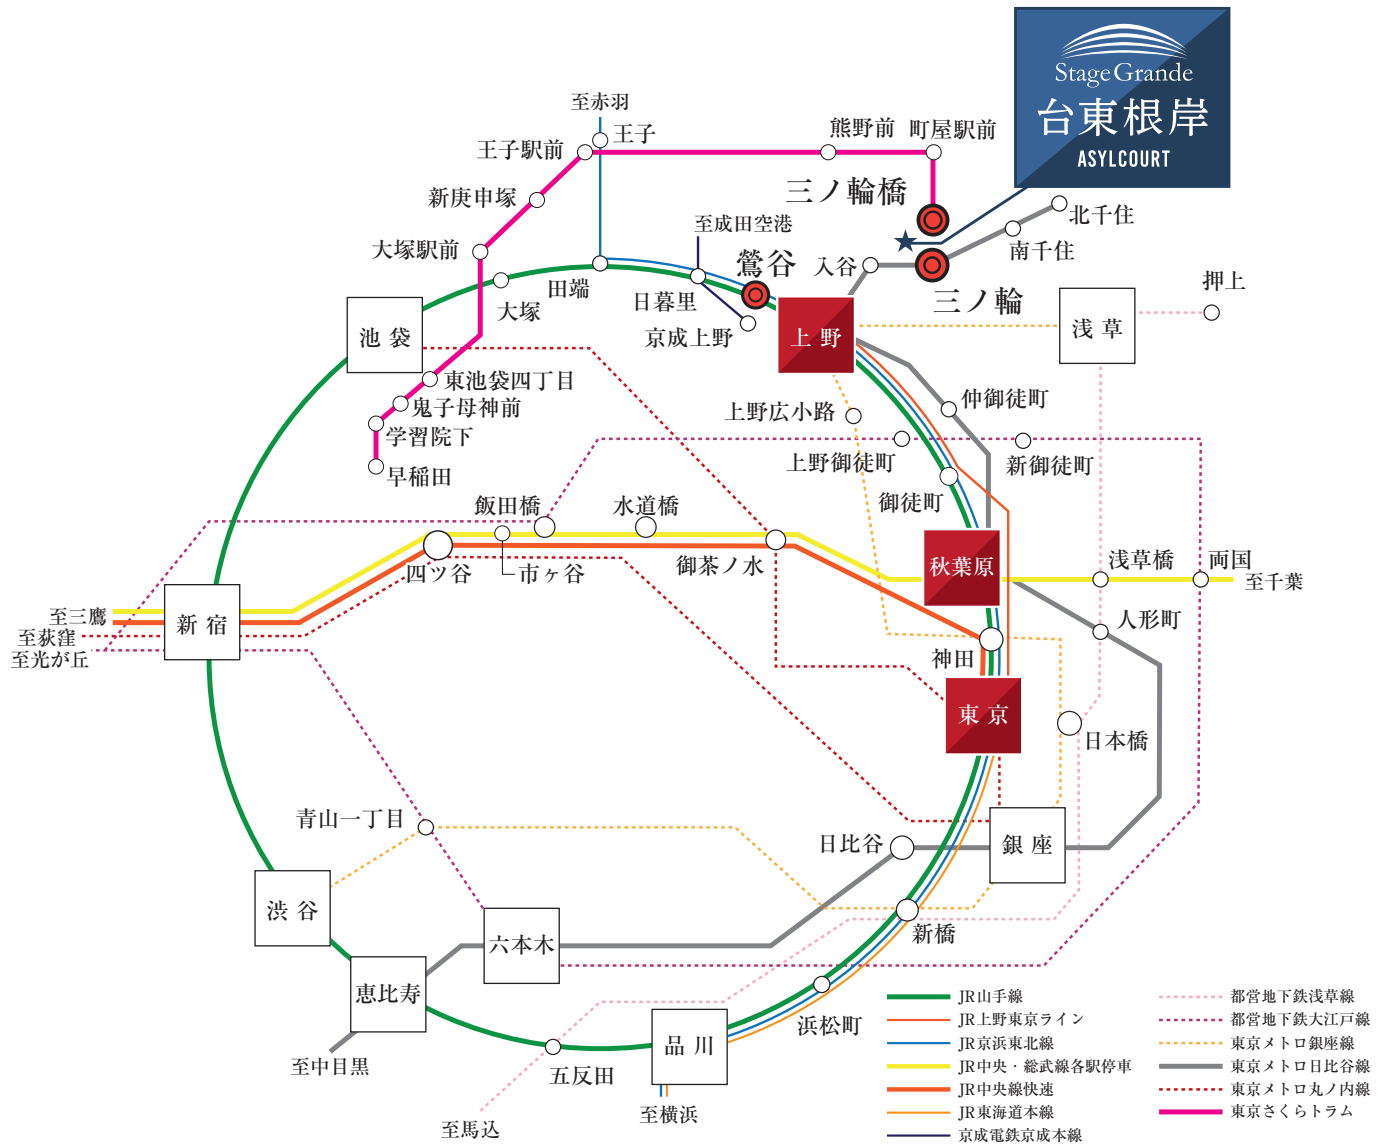 Stage Grande
台東根岸
ASYLCOURT
至赤羽
王子
王子駅前
熊野前
町屋駅前
新庚申塚
三ノ輪橋
北千住
至成田空港
大塚駅前
鶯谷
入谷
南千住
田端
大塚
日暮里
三ノ輪
押上
池袋
京成上野
上野
浅草
東池袋四丁目
鬼子母神前
上野広小路
仲御徒町
学習院下
上野御徒町
新御徒町
早稲田
御徒町
飯田橋
水道橋
四ツ谷
市ヶ谷
御茶ノ水
秋葉原
浅草橋
両国
至千葉
至三鷹
至荻窪
至光が丘
新宿
人形町
神田
東京
日本橋
青山一丁目
日比谷
銀座
渋谷
新橋
六本木
恵比寿
浜松町
品川
至中目黒
五反田
至馬込
至横浜
JR山手線
JR上野東京ライン
JR京浜東北線
JR中央・総武線各駅停車
JR中央線快速
JR東海道本線
京成電鉄京成本線
都営地下鉄浅草線
都営地下鉄大江戸線
東京メトロ銀座線
東京メトロ日比谷線
東京メトロ丸ノ内線
東京さくらトラム